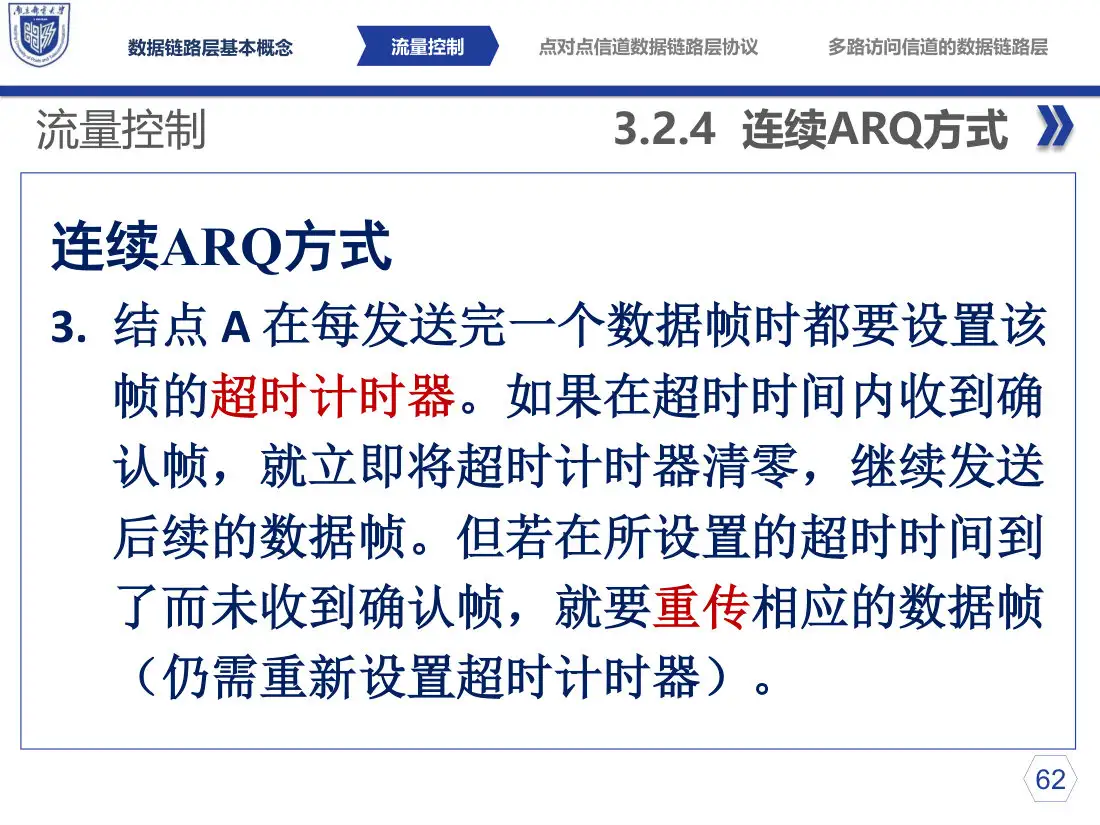 数据链路层基本概念
流量控制
点对点信道数据链路层协议
多路访问信道的数据链路层
流量控制
3.2.4 连续ARQ方式
连续ARQ方式
3. 结点 A 在每发送完一个数据帧时都要设置该
帧的超时计时器。如果在超时时间内收到确
认帧，就立即将超时计时器清零，继续发送
后续的数据帧。但若在所设置的超时时间到
了而未收到确认帧，就要重传相应的数据帧
（仍需重新设置超时计时器）。
62